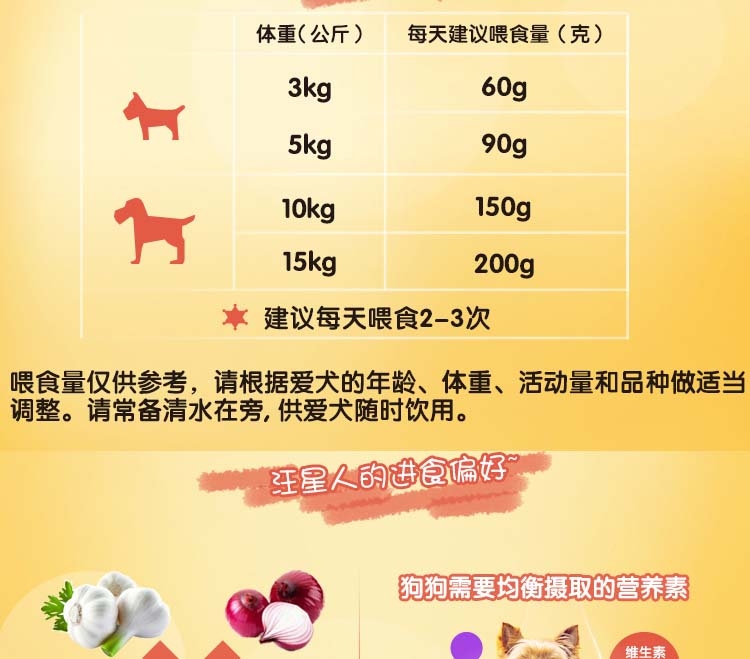 体重(公斤) 每天建议喂食量(克)
3kg 60g
5kg 90g
10kg 150g
15kg 200g
建议每天喂食2-3次
喂食量仅供参考，请根据爱犬的年龄、体重、活动量和品种做适当
调整。请常备清水在旁,供爱犬随时饮用。
汪星人的进食偏好~
狗狗需要均衡摄取的营养素
维生素